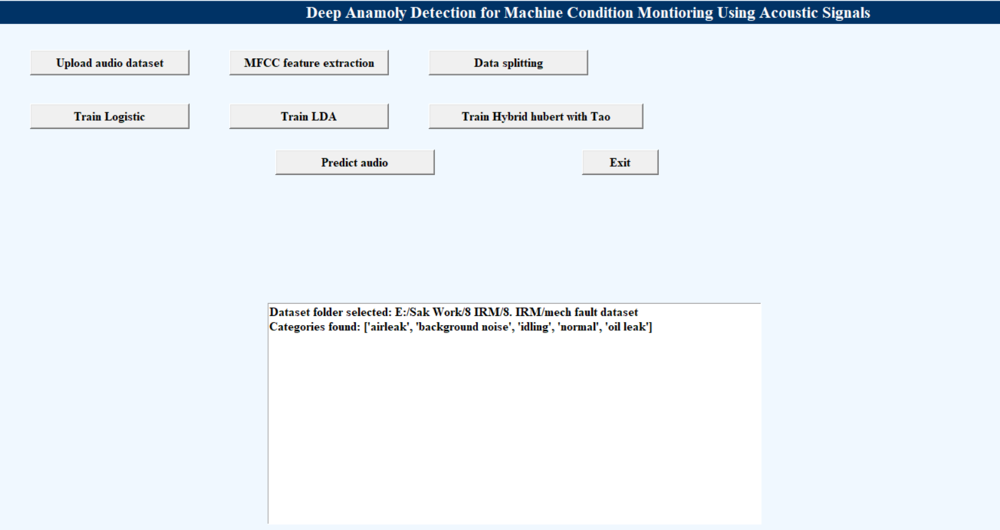 Deep Anamoly Detection for Machine Condition Montioring Using Acoustic Signals
Upload audio dataset
MFCC feature extraction
Data splitting
Train Logistic
Train LDA
Train Hybrid hubert with Tao
Predict audio
Exit
Dataset folder selected: E:/Sak Work/8 IRM/8. IRM/mech fault dataset
Categories found: ['airleak', 'background noise', 'idling', 'normal', 'oil leak']